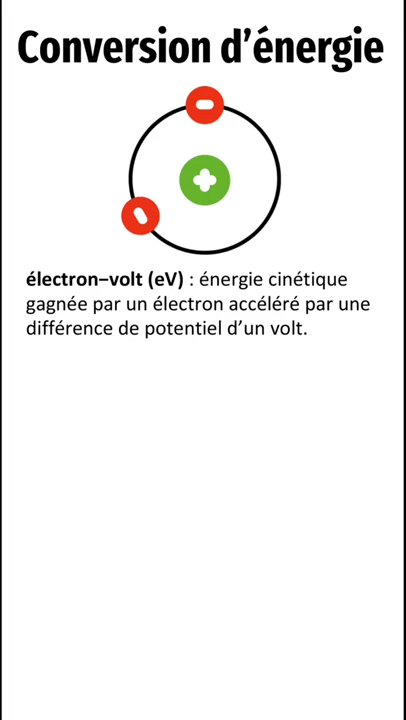 Conversion d’énergie
électron–volt (eV) : énergie cinétique
gagnée par un électron accéléré par une
différence de potentiel d’un volt.